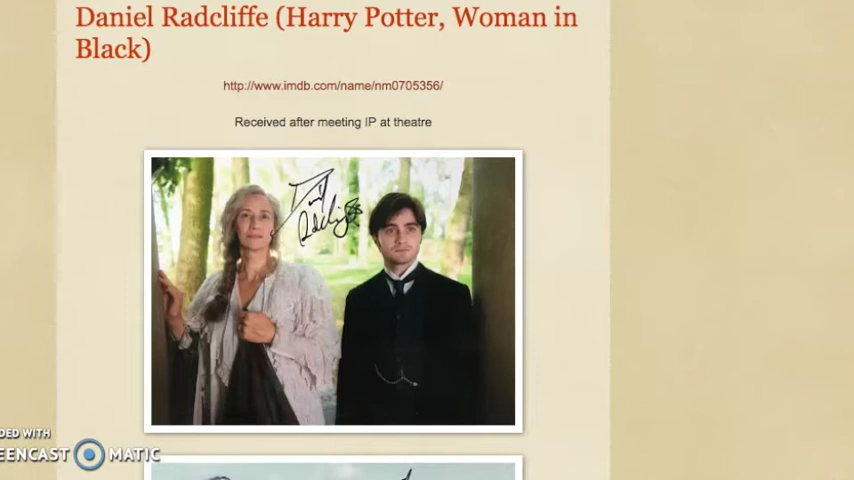 Daniel Radcliffe (Harry Potter, Woman in
Black)
http://www.imdb.com/name/nm0705356/
Received after meeting IP at theatre
DED WITH
EENCAST MATIC